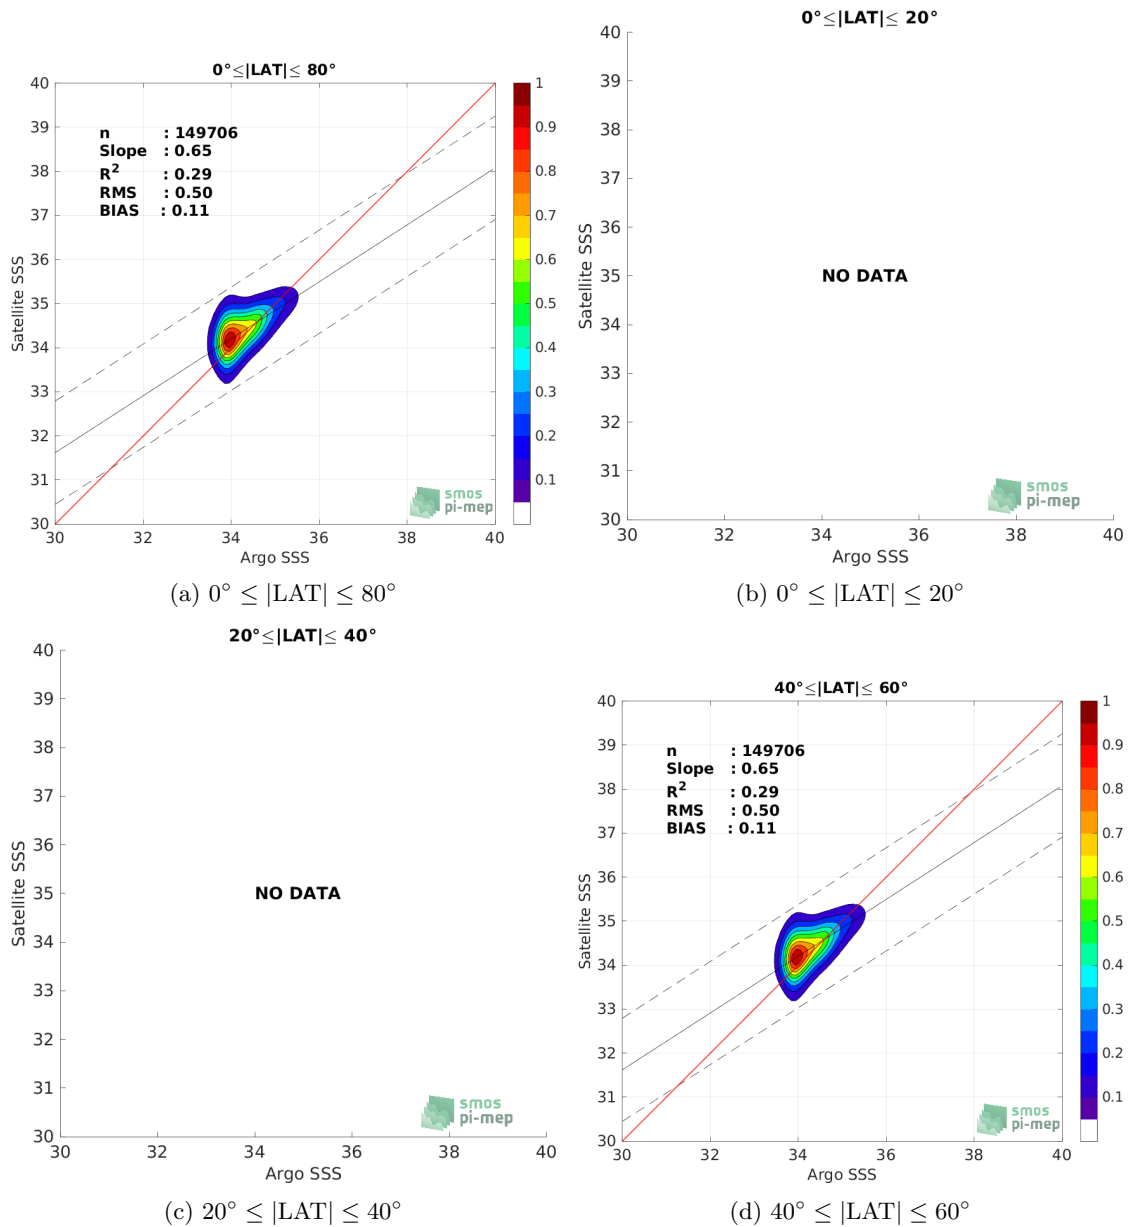 0°≤|LAT|≤ 80°
40
39
38
37
36
35
34
33
32
31
30
Satellite SSS
n : 149706
Slope : 0.65
R² : 0.29
RMS : 0.50
BIAS : 0.11
smos
pi-mep
30 32 34 36 38 40
Argo SSS
1
0.9
0.8
0.7
0.6
0.5
0.4
0.3
0.2
0.1
(a) 0° ≤ |LAT| ≤ 80°
0°≤|LAT|≤ 20°
40
39
38
37
36
35
34
33
32
31
30
Satellite SSS
NO DATA
smos
pi-mep
30 32 34 36 38 40
Argo SSS
(b) 0° ≤ |LAT| ≤ 20°
20°≤|LAT|≤ 40°
40
39
38
37
36
35
34
33
32
31
30
Satellite SSS
NO DATA
smos
pi-mep
30 32 34 36 38 40
Argo SSS
(c) 20° ≤ |LAT| ≤ 40°
40°≤|LAT|≤ 60°
40
39
38
37
36
35
34
33
32
31
30
Satellite SSS
n : 149706
Slope : 0.65
R² : 0.29
RMS : 0.50
BIAS : 0.11
smos
pi-mep
30 32 34 36 38 40
Argo SSS
1
0.9
0.8
0.7
0.6
0.5
0.4
0.3
0.2
0.1
(d) 40° ≤ |LAT| ≤ 60°